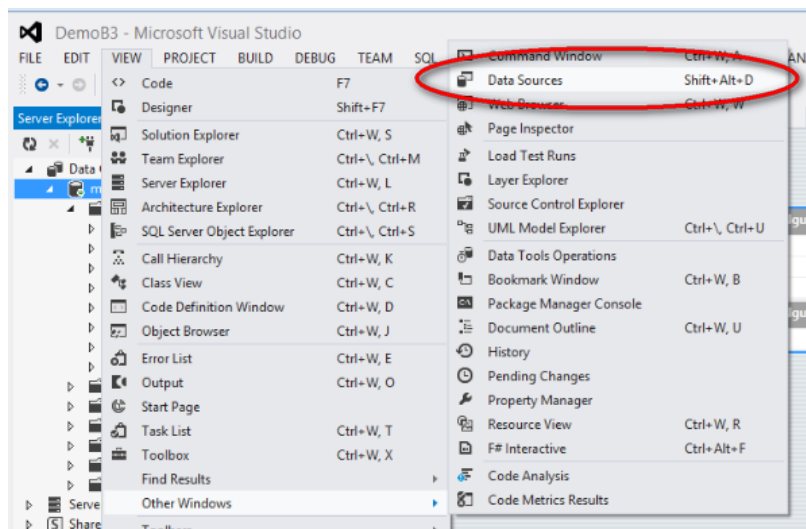 DemoB3 - Microsoft Visual Studio
FILE EDIT VIEW PROJECT BUILD DEBUG TEAM SQL
Server Explorer
Data
Code F7
Designer Shift+F7
Solution Explorer Ctrl+W, S
Team Explorer Ctrl+\, Ctrl+M
Server Explorer Ctrl+W, L
Architecture Explorer Ctrl+\, Ctrl+R
SQL Server Object Explorer Ctrl+\, Ctrl+S
Call Hierarchy Ctrl+W, K
Class View Ctrl+W, C
Code Definition Window Ctrl+W, D
Object Browser Ctrl+W, J
Error List Ctrl+W, E
Output Ctrl+W, O
Start Page
Task List Ctrl+W, T
Toolbox Ctrl+W, X
Find Results
Other Windows
Toolbars
Command Window Ctrl+W, A
Data Sources Shift+Alt+D
Web Browser Ctrl+W, W
Page Inspector
Load Test Runs
Layer Explorer
Source Control Explorer
UML Model Explorer Ctrl+\, Ctrl+U
Data Tools Operations
Bookmark Window Ctrl+W, B
Package Manager Console
Document Outline Ctrl+W, U
History
Pending Changes
Property Manager
Resource View Ctrl+W, R
F# Interactive Ctrl+Alt+F
Code Analysis
Code Metrics Results
Serve
Share